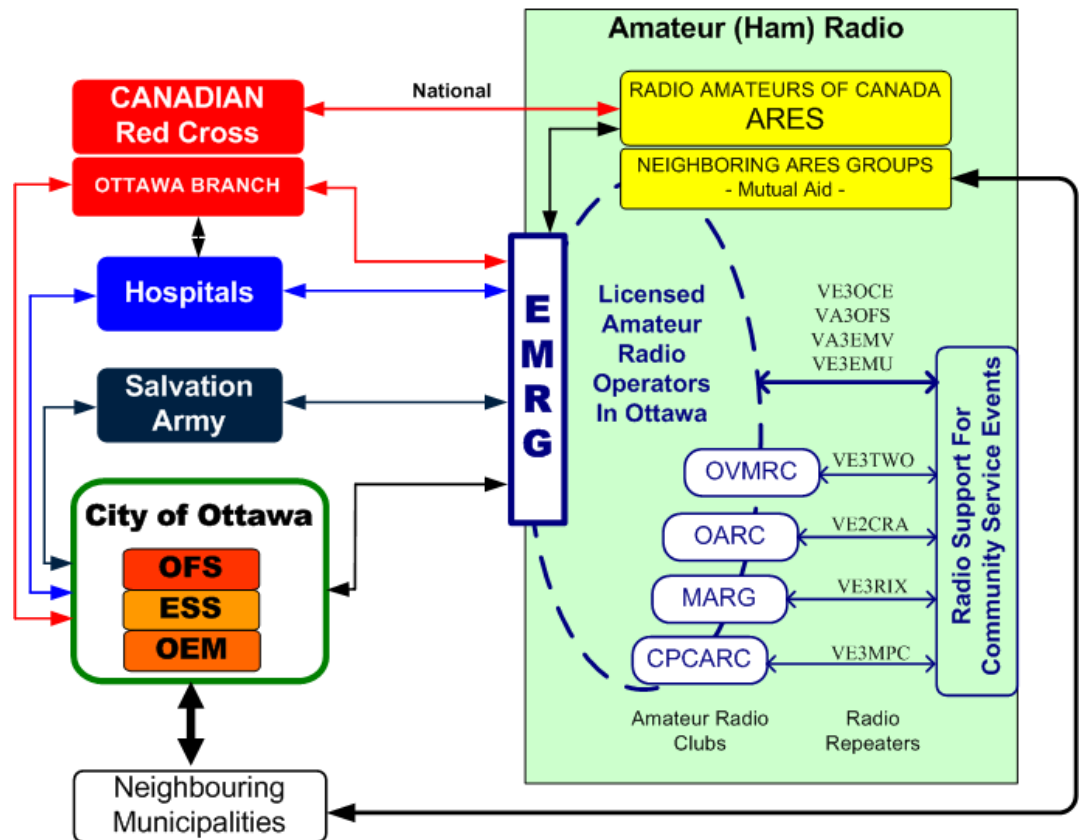 Amateur (Ham) Radio
CANADIAN
Red Cross
National
RADIO AMATEURS OF CANADA
ARES
OTTAWA BRANCH
NEIGHBORING ARES GROUPS
- Mutual Aid -
Hospitals
E
M
R
G
Licensed
Amateur
Radio
Operators
In Ottawa
VE3OCE
VA3OFS
VA3EMV
VE3EMU
Salvation
Army
City of Ottawa
OFS
ESS
OEM
OVMRC
VE3TWO
OARC
VE2CRA
MARG
VE3RIX
CPCARC
VE3MPC
Radio Support For
Community Service Events
Amateur Radio
Clubs
Radio
Repeaters
Neighbouring
Municipalities